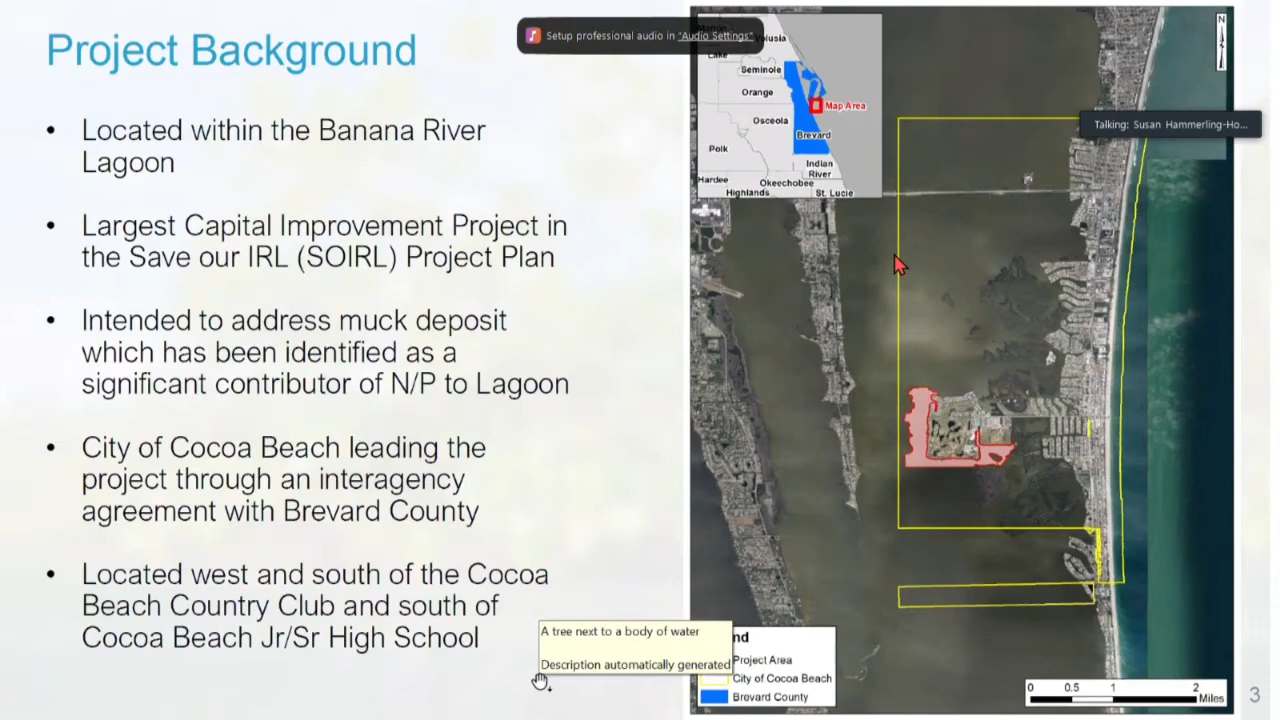 Project Background
• Located within the Banana River
Lagoon
• Largest Capital Improvement Project in
the Save our IRL (SOIRL) Project Plan
• Intended to address muck deposit
which has been identified as a
significant contributor of N/P to Lagoon
• City of Cocoa Beach leading the
project through an interagency
agreement with Brevard County
• Located west and south of the Cocoa
Beach Country Club and south of
Cocoa Beach Jr/Sr High School
Setup professional audio in "Audio Settings"
Volusia
Lake
Seminole
Orange
Map Area
Osceola
Brevard
Polk
Indian
River
Hardee
Okeechobee
Highlands
St. Lucie
N
Talking: Susan Hammerling-Ho...
A tree next to a body of water
Description automatically generated
nd
Project Area
City of Cocoa Beach
Brevard County
0 0.5 1 2
Miles
3